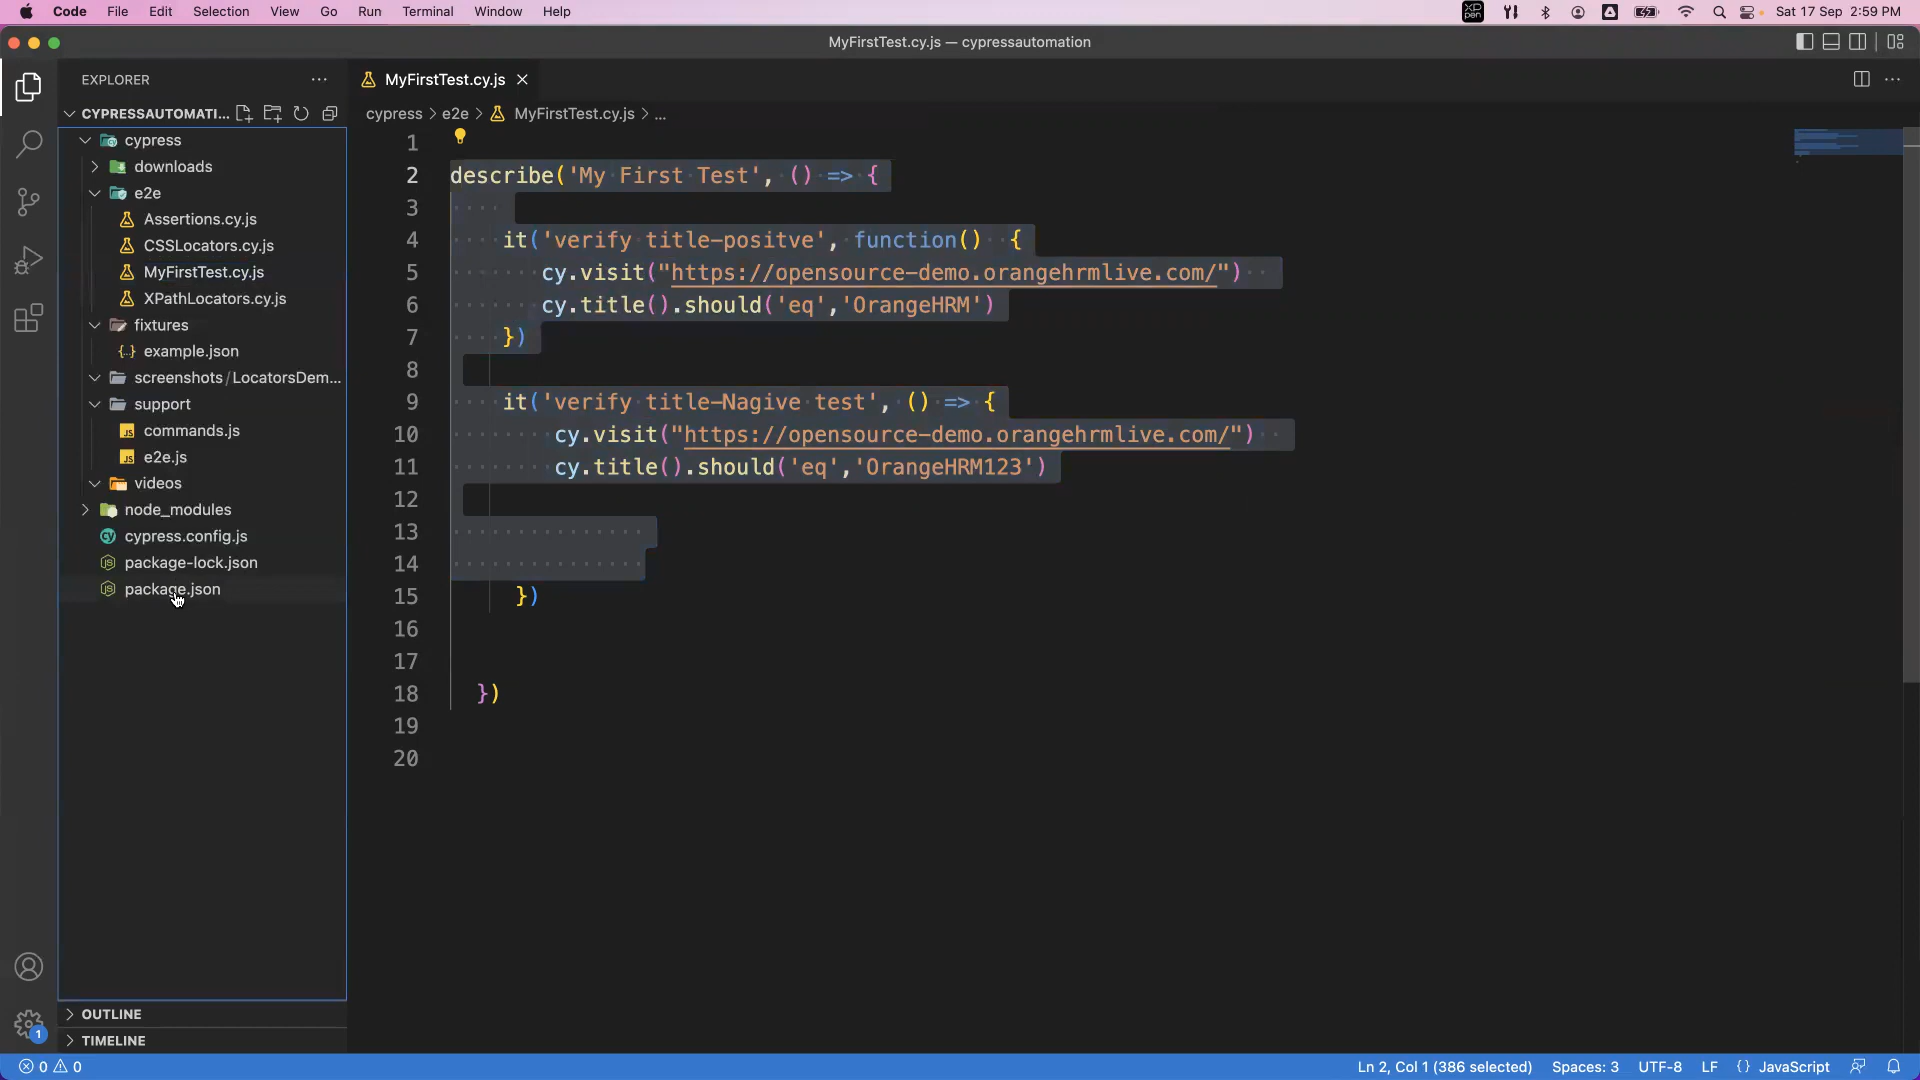 Code File Edit Selection View Go Run Terminal Window Help
XP PEN
Sat 17 Sep 2:59 PM
MyFirstTest.cy.js — cypressautomation
EXPLORER
MyFirstTest.cy.js
CYPRESSAUTOMATI...
cypress > e2e > MyFirstTest.cy.js > ...
cypress
downloads
e2e
Assertions.cy.js
CSSLocators.cy.js
MyFirstTest.cy.js
XPathLocators.cy.js
fixtures
example.json
screenshots / LocatorsDem...
support
commands.js
e2e.js
videos
node_modules
cypress.config.js
package-lock.json
package.json
1
2 describe('My First Test', () => {
3
4 it('verify title-positve', function() {
5 cy.visit("https://opensource-demo.orangehrmlive.com/")
6 cy.title().should('eq','OrangeHRM')
7 })
8
9 it('verify title-Nagive test', () => {
10 cy.visit("https://opensource-demo.orangehrmlive.com/")
11 cy.title().should('eq','OrangeHRM123')
12
13
14
15 })
16
17
18 })
19
20
OUTLINE
TIMELINE
1
0 0
Ln 2, Col 1 (386 selected) Spaces: 3 UTF-8 LF {} JavaScript